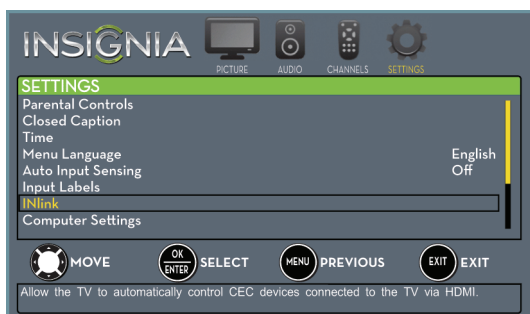 INSIGNIA
PICTURE AUDIO CHANNELS SETTINGS
SETTINGS
Parental Controls
Closed Caption
Time
Menu Language English
Auto Input Sensing Off
Input Labels
INlink
Computer Settings
MOVE OK ENTER SELECT MENU PREVIOUS EXIT EXIT
Allow the TV to automatically control CEC devices connected to the TV via HDMI.